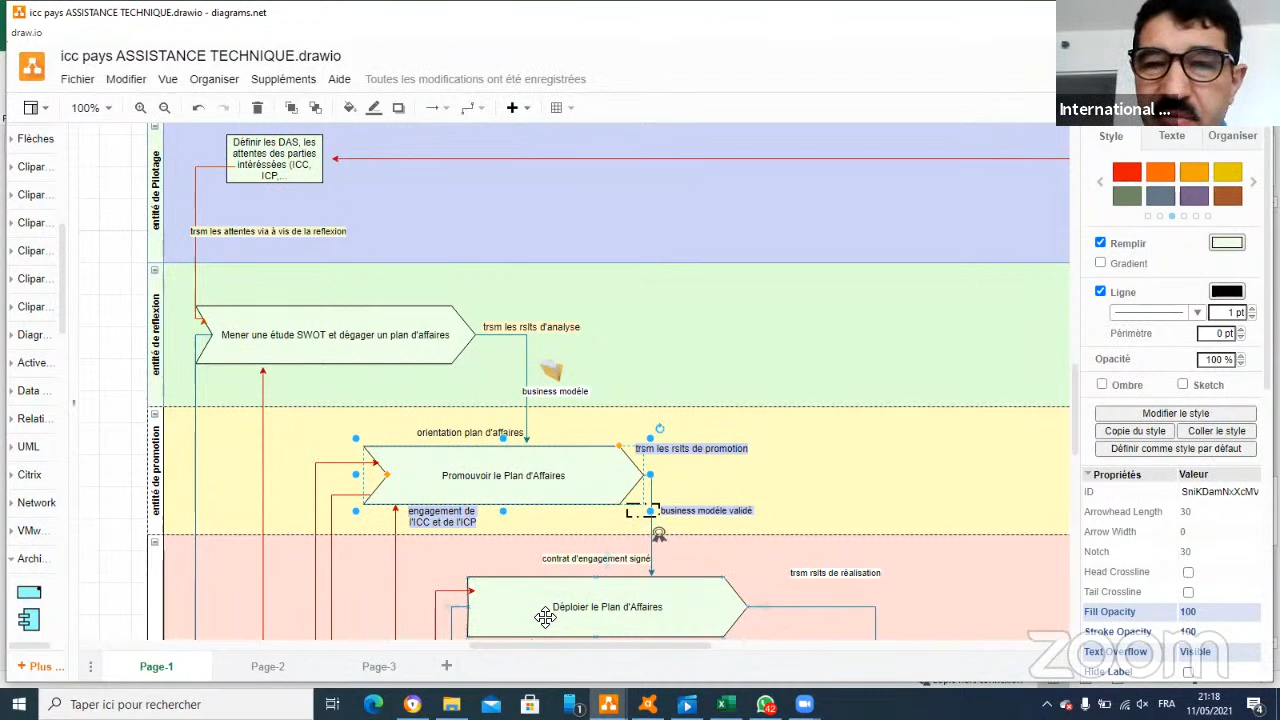 icc pays ASSISTANCE TECHNIQUE.drawio - diagrams.net
draw.io
icc pays ASSISTANCE TECHNIQUE.drawio
Fichier Modifier Vue Organiser Suppléments Aide Toutes les modifications ont été enregistrées
International ...
100%
Flèches
Clipar...
Clipar...
Clipar...
Clipar...
Clipar...
Clipar...
Diagr...
Active...
Data ...
Relati...
UML
Citrix
Network
VMw...
Archi...
Plus ...
entité de Pilotage
Définir les DAS, les
attentes des parties
intéréssées (ICC,
ICP,...
trsm les attentes via à vis de la reflexion
entité de reflexion
Mener une étude SWOT et dégager un plan d'affaires
trsm les rslts d'analyse
business modéle
entité de promotion
orientation plan d'affaires
Promouvoir le Plan d'Affaires
trsm les rslts de promotion
engagement de
l'ICC et de l'ICP
business modéle validé
contrat d'engagement signé
trsm rslts de réalisation
Déploier le Plan d'Affaires
Style Texte Organiser
Remplir
Gradient
Ligne
1 pt
Périmètre 0 pt
Opacité 100 %
Ombre Sketch
Modifier le style
Copie du style Coller le style
Définir comme style par défaut
Propriétés Valeur
ID SniKDamNxXcMV
Arrowhead Length 30
Arrow Width 0
Notch 30
Head Crossline
Tail Crossline
Fill Opacity 100
Stroke Opacity 100
Text Overflow Visible
Hide Label
zoom
Page-1 Page-2 Page-3
Taper ici pour rechercher
1
42
FR
21:18
11/05/2021